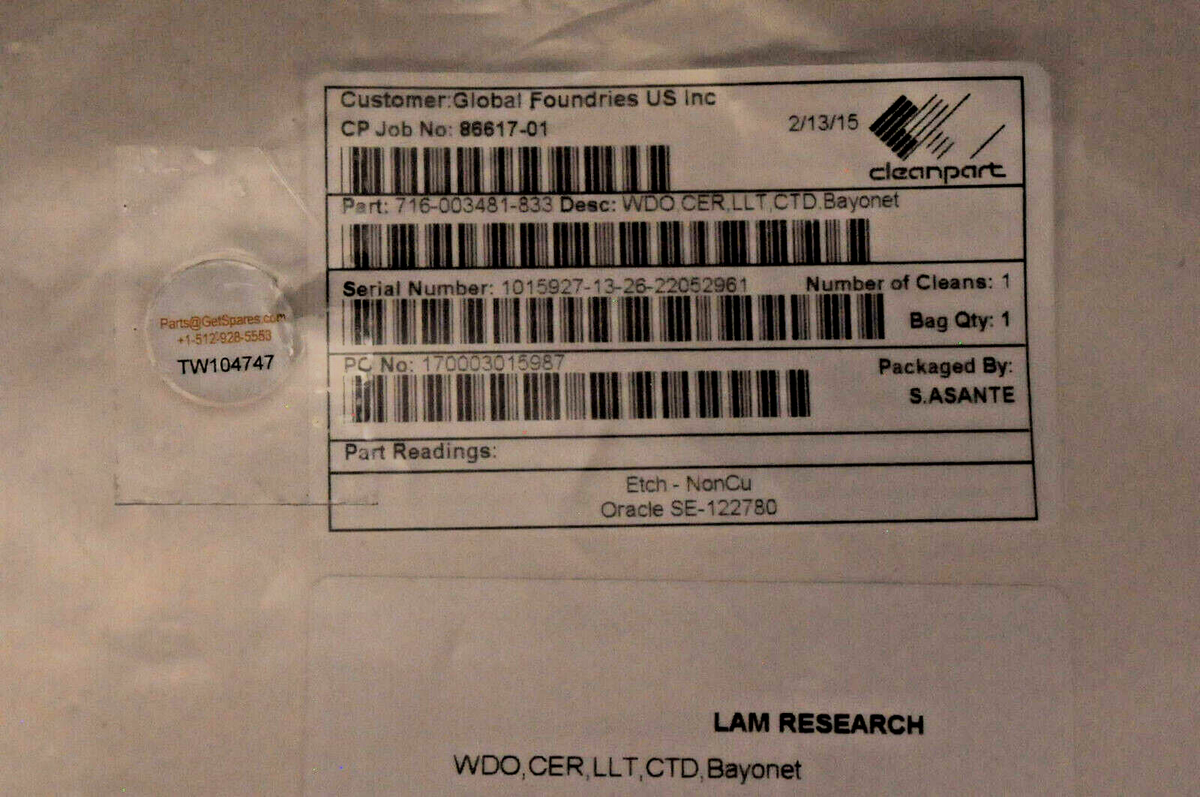 Customer:Global Foundries US Inc
CP Job No: 86617-01
2/13/15
cleanpart
Part: 716-003481-833 Desc: WDO,CER,LLT,CTD,Bayonet
Serial Number: 1015927-13-26-22052961
Number of Cleans: 1
Bag Qty: 1
PO No: 170003015987
Packaged By:
S.ASANTE
Part Readings:
Etch - NonCu
Oracle SE-122780
Parts@GetSpares.com
+1-512-928-5553
TW104747
LAM RESEARCH
WDO,CER,LLT,CTD,Bayonet